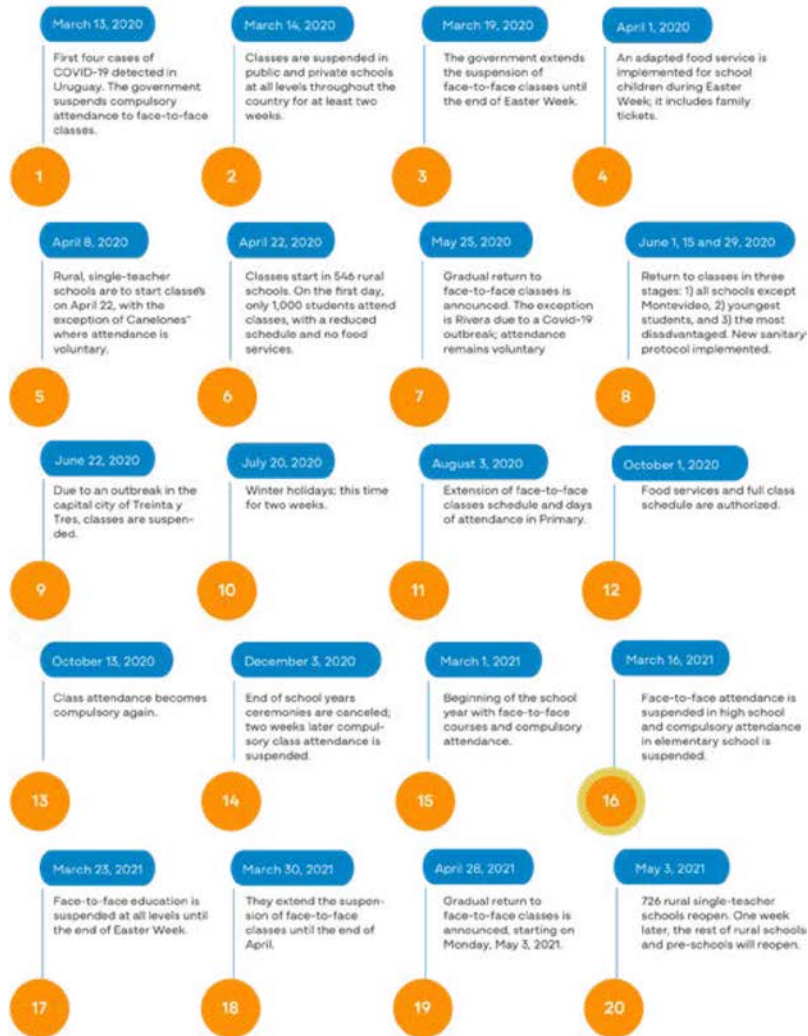 March 13, 2020
First four cases of
COVID-19 detected in
Uruguay. The government
suspends compulsory
attendance to face-to-face
classes.
1
March 14, 2020
Classes are suspended in
public and private schools
at all levels throughout the
country for at least two
weeks.
2
March 19, 2020
The government extends
the suspension of
face-to-face classes until
the end of Easter Week.
3
April 1, 2020
An adapted food service is
implemented for school
children during Easter
Week; it includes family
tickets.
4
April 8, 2020
Rural, single-teacher
schools are to start classes
on April 22, with the
exception of Canelones"
where attendance is
voluntary.
5
April 22, 2020
Classes start in 546 rural
schools. On the first day,
only 1,000 students attend
classes, with a reduced
schedule and no food
services.
6
May 25, 2020
Gradual return to
face-to-face classes is
announced. The exception
is Rivera due to a Covid-19
outbreak; attendance
remains voluntary
7
June 1, 15 and 29, 2020
Return to classes in three
stages: 1) all schools except
Montevideo, 2) youngest
students, and 3) the most
disadvantaged. New sanitary-
protocol implemented.
8
June 22, 2020
Due to an outbreak in the
capital city of Treinta y
Tres, classes are suspen-
ded.
9
July 20, 2020
Winter holidays; this time
for two weeks.
10
August 3, 2020
Extension of face-to-face
classes schedule and days
of attendance in Primary.
11
October 1, 2020
Food services and full class
schedule are authorized.
12
October 13, 2020
Class attendance becomes
compulsory again.
13
December 3, 2020
End of school years
ceremonies are canceled;
two weeks later compul-
sory class attendance is
suspended.
14
March 1, 2021
Beginning of the school
year with face-to-face
courses and compulsory
attendance.
15
March 16, 2021
Face-to-face attendance is
suspended in high school
and compulsory attendance
in elementary school is
suspended.
16
March 23, 2021
Face-to-face education is
suspended at all levels until
the end of Easter Week.
17
March 30, 2021
They extend the suspen-
sion of face-to-face
classes until the end of
April.
18
April 28, 2021
Gradual return to
face-to-face classes is
announced, starting on
Monday, May 3, 2021.
19
May 3, 2021
726 rural single-teacher
schools reopen. One week
later, the rest of rural schools
and pre-schools will reopen.
20